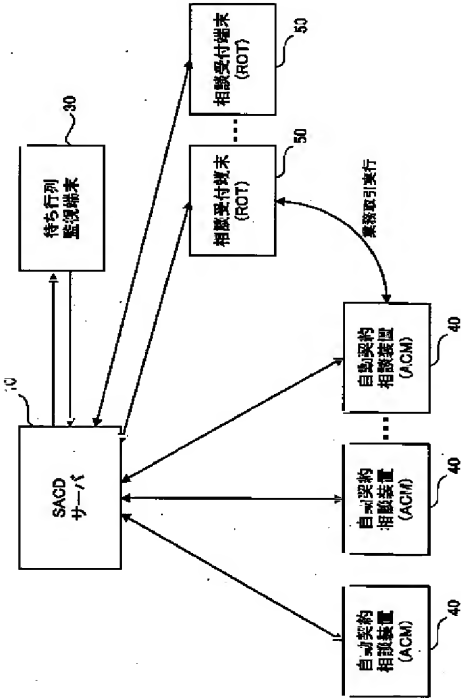 10
SACD
サーバ
30
待ち行列
監視端末
相談受付端末
(ROT)
50
相談受付端末
(ROT)
50
業務取引実行
自動契約
相談装置
(ACM)
40
自動契約
相談装置
(ACM)
40
自動契約
相談装置
(ACM)
40